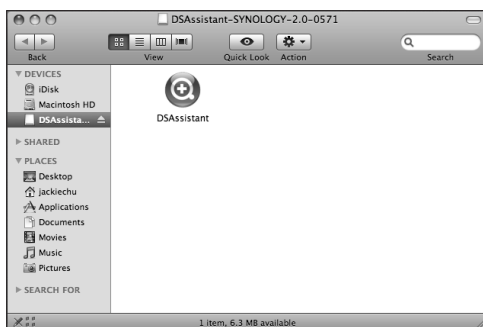 DSAssistant-SYNOLOGY-2.0-0571
Back
View
Quick Look
Action
Search
DEVICES
iDisk
Macintosh HD
DSAssista...
SHARED
PLACES
Desktop
jackiechu
Applications
Documents
Movies
Music
Pictures
SEARCH FOR
DSAssistant
1 item, 6.3 MB available